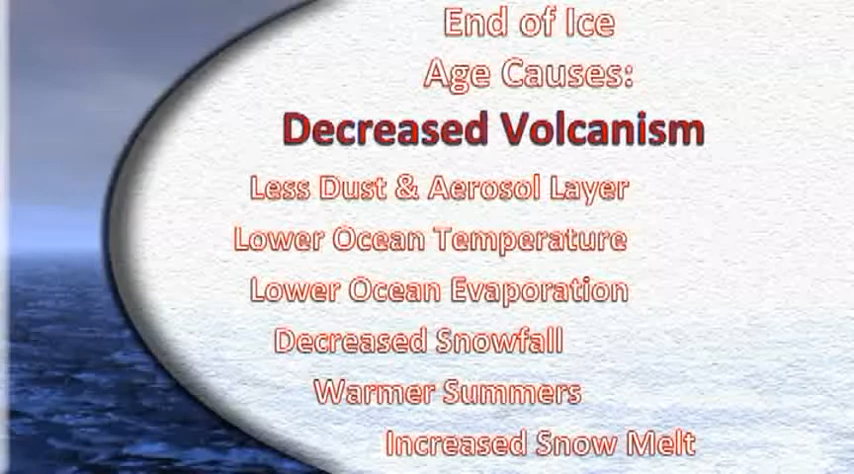 End of Ice
Age Causes:
Decreased Volcanism
Less Dust & Aerosol Layer
Lower Ocean Temperature
Lower Ocean Evaporation
Decreased Snowfall
Warmer Summers
Increased Snow Melt